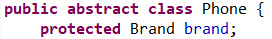 public abstract class Phone {
    protected Brand brand;